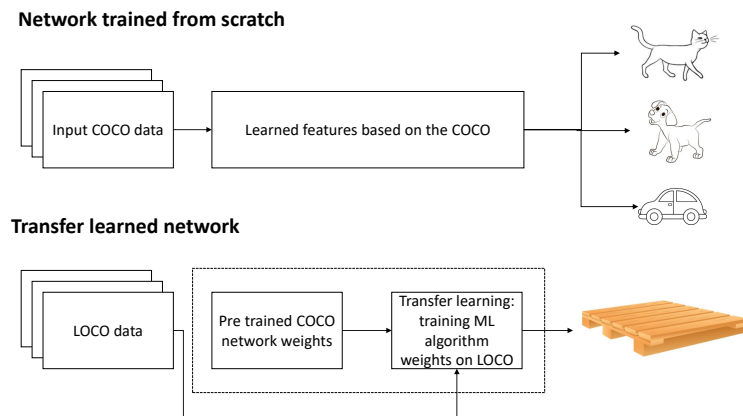 Network trained from scratch
Input COCO data
Learned features based on the COCO
Transfer learned network
LOCO data
Pre trained COCO
network weights
Transfer learning:
training ML
algorithm
weights on LOCO